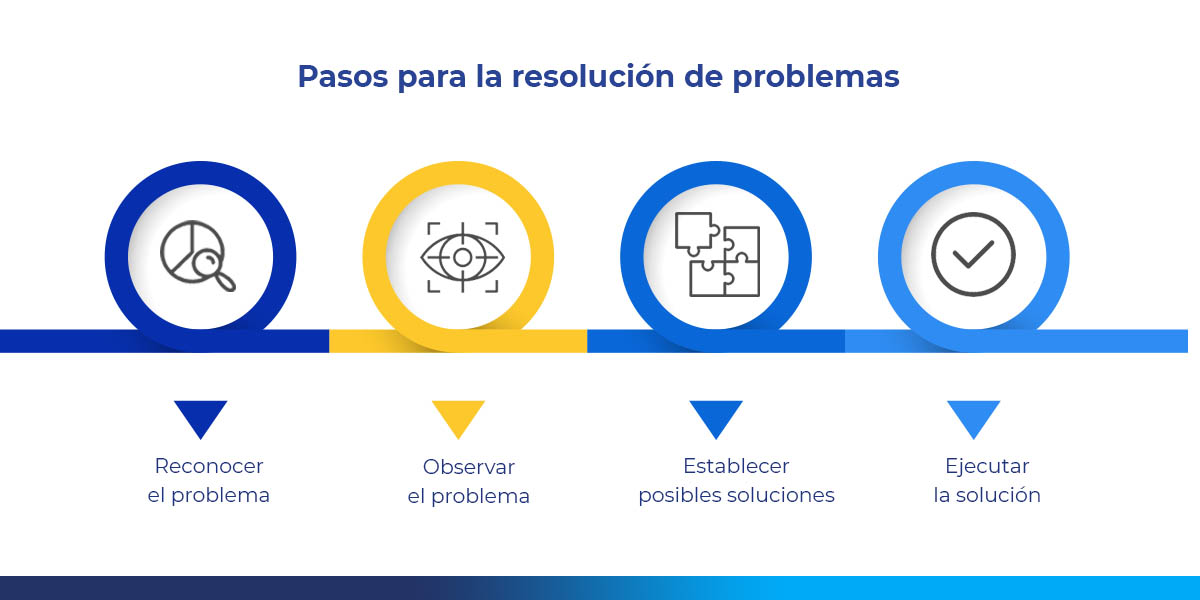 Pasos para la resolución de problemas
Reconocer
el problema
Observar
el problema
Establecer
posibles soluciones
Ejecutar
la solución